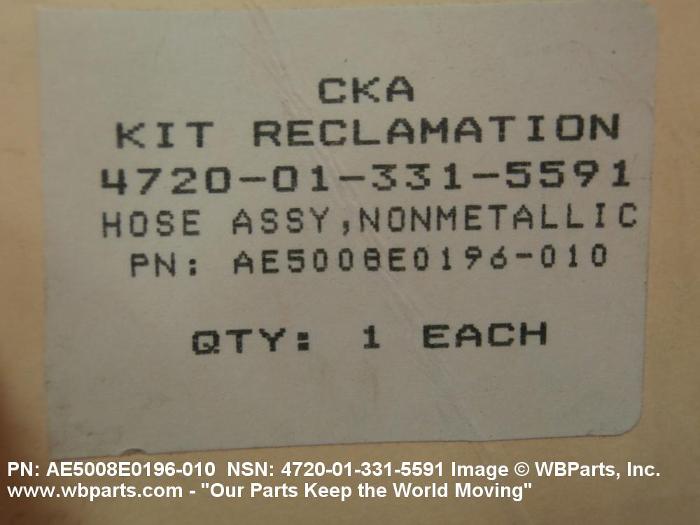 CKA
KIT RECLAMATION
4720-01-331-5591
HOSE ASSY,NONMETALLIC
PN: AE5008E0196-010
QTY: 1 EACH
PN: AE5008E0196-010 NSN: 4720-01-331-5591 Image © WBParts, Inc.
www.wbparts.com - "Our Parts Keep the World Moving"